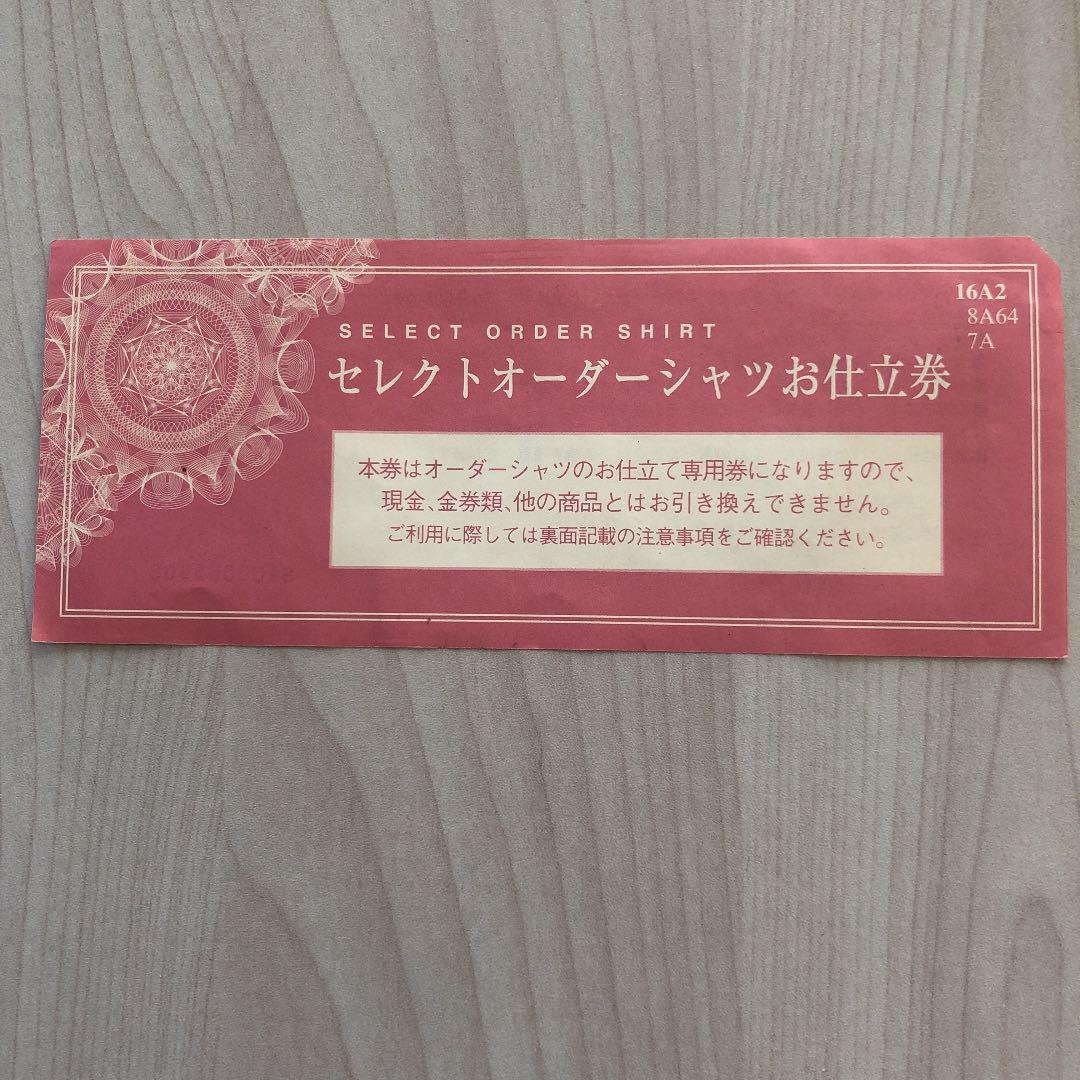 16A2
8A64
7A
SELECT ORDER SHIRT
セレクトオーダーシャツお仕立券
本券はオーダーシャツのお仕立て専用券になりますので、
現金、金券類、他の商品とはお引き換えできません。
ご利用に際しては裏面記載の注意事項をご確認ください。